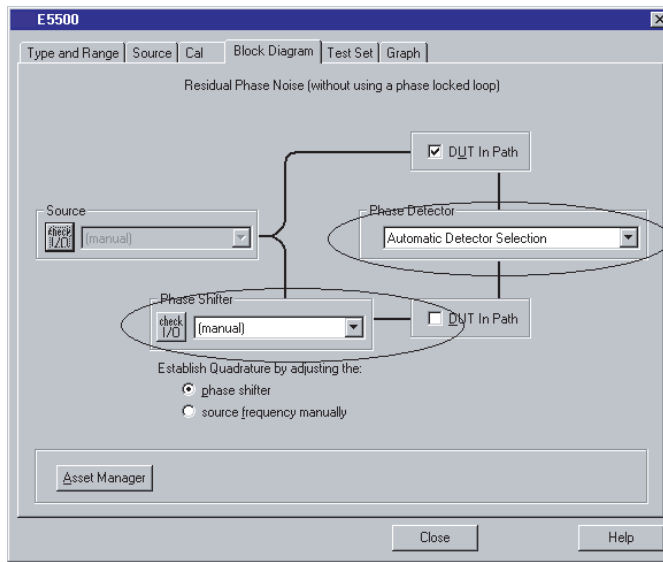 E5500
Type and Range Source Cal Block Diagram Test Set Graph
Residual Phase Noise (without using a phase locked loop)
DUT In Path
Source
check I/O (manual)
Phase Detector
Automatic Detector Selection
Phase Shifter
check I/O (manual)
DUT In Path
Establish Quadrature by adjusting the:
phase shifter
source frequency manually
Asset Manager
Close Help